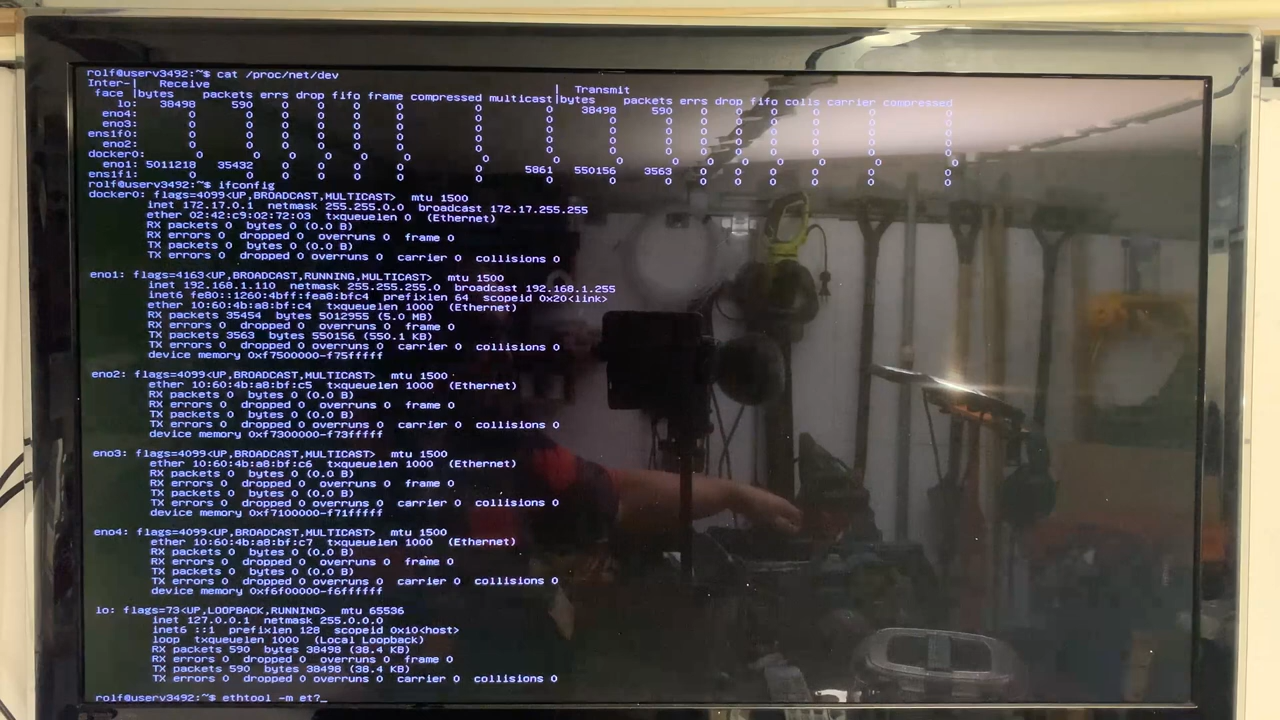 rolf@userv3492:~$ cat /proc/net/dev
Inter-|   Receive                                                |  Transmit
 face |bytes    packets errs drop fifo frame compressed multicast|bytes    packets errs drop fifo colls carrier compressed
    lo:   38498     590    0    0    0     0          0         0    38498     590    0    0    0     0       0          0
  eno4:       0       0    0    0    0     0          0         0        0       0    0    0    0     0       0          0
  eno3:       0       0    0    0    0     0          0         0        0       0    0    0    0     0       0          0
ens1f0:       0       0    0    0    0     0          0         0        0       0    0    0    0     0       0          0
  eno2:       0       0    0    0    0     0          0         0        0       0    0    0    0     0       0          0
docker0:       0       0    0    0    0     0          0         0        0       0    0    0    0     0       0          0
  eno1: 5011218   35432    0    0    0     0          0      5861   550156    3563    0    0    0     0       0          0
ens1f1:       0       0    0    0    0     0          0         0        0       0    0    0    0     0       0          0
rolf@userv3492:~$ ifconfig
docker0: flags=4099<UP,BROADCAST,MULTICAST>  mtu 1500
inet 172.17.0.1  netmask 255.255.0.0  broadcast 172.17.255.255
ether 02:42:c9:02:72:03  txqueuelen 0  (Ethernet)
RX packets 0  bytes 0 (0.0 B)
RX errors 0  dropped 0  overruns 0  frame 0
TX packets 0  bytes 0 (0.0 B)
TX errors 0  dropped 0 overruns 0  carrier 0  collisions 0
eno1: flags=4163<UP,BROADCAST,RUNNING,MULTICAST>  mtu 1500
inet 192.168.1.110  netmask 255.255.255.0  broadcast 192.168.1.255
inet6 fe80::1260:4bff:fea8:bfc4  prefixlen 64  scopeid 0x20<link>
ether 10:60:4b:a8:bf:c4  txqueuelen 1000  (Ethernet)
RX packets 35454  bytes 5012955 (5.0 MB)
RX errors 0  dropped 0  overruns 0  frame 0
TX packets 3563  bytes 550156 (550.1 KB)
TX errors 0  dropped 0 overruns 0  carrier 0  collisions 0
device memory 0xf7500000-f75fffff
eno2: flags=4099<UP,BROADCAST,MULTICAST>  mtu 1500
ether 10:60:4b:a8:bf:c5  txqueuelen 1000  (Ethernet)
RX packets 0  bytes 0 (0.0 B)
RX errors 0  dropped 0  overruns 0  frame 0
TX packets 0  bytes 0 (0.0 B)
TX errors 0  dropped 0 overruns 0  carrier 0  collisions 0
device memory 0xf7300000-f73fffff
eno3: flags=4099<UP,BROADCAST,MULTICAST>  mtu 1500
ether 10:60:4b:a8:bf:c6  txqueuelen 1000  (Ethernet)
RX packets 0  bytes 0 (0.0 B)
RX errors 0  dropped 0  overruns 0  frame 0
TX packets 0  bytes 0 (0.0 B)
TX errors 0  dropped 0 overruns 0  carrier 0  collisions 0
device memory 0xf7100000-f71fffff
eno4: flags=4099<UP,BROADCAST,MULTICAST>  mtu 1500
ether 10:60:4b:a8:bf:c7  txqueuelen 1000  (Ethernet)
RX packets 0  bytes 0 (0.0 B)
RX errors 0  dropped 0  overruns 0  frame 0
TX packets 0  bytes 0 (0.0 B)
TX errors 0  dropped 0 overruns 0  carrier 0  collisions 0
device memory 0xf6f00000-f6ffffff
lo: flags=73<UP,LOOPBACK,RUNNING>  mtu 65536
inet 127.0.0.1  netmask 255.0.0.0
inet6 ::1  prefixlen 128  scopeid 0x10<host>
loop  txqueuelen 1000  (Local Loopback)
RX packets 590  bytes 38498 (38.4 KB)
RX errors 0  dropped 0  overruns 0  frame 0
TX packets 590  bytes 38498 (38.4 KB)
TX errors 0  dropped 0 overruns 0  carrier 0  collisions 0
rolf@userv3492:~$ ethtool -m et?_